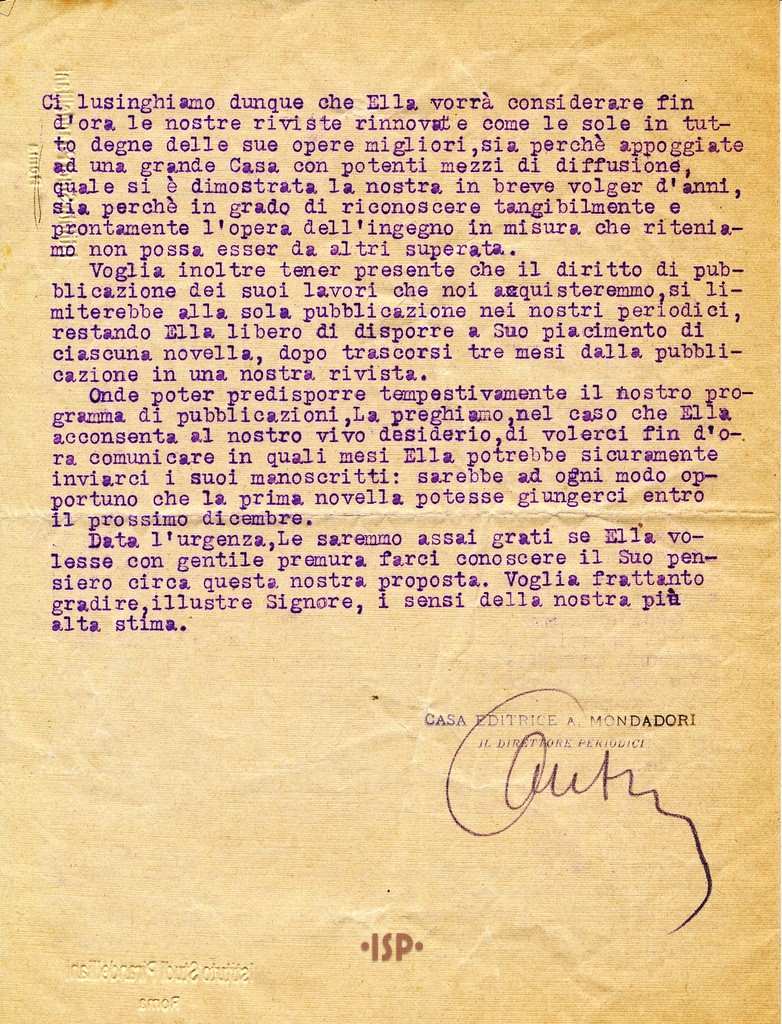 Ci lusinghiamo dunque che Ella vorrà considerare fin
d'ora le nostre riviste rinnovate come le sole in tut-
to degne delle sue opere migliori,sia perchè appoggiate
ad una grande Casa con potenti mezzi di diffusione,
quale si è dimostrata la nostra in breve volger d'anni,
sia perchè in grado di riconoscere tangibilmente e
prontamente l'opera dell'ingegno in misura che ritenia-
mo non possa esser da altri superata.
Voglia inoltre tener presente che il diritto di pub-
blicazione dei suoi lavori che noi acquisteremmo,si li-
miterebbe alla sola pubblicazione nei nostri periodici,
restando Ella libero di disporre a Suo piacimento di
ciascuna novella, dopo trascorsi tre mesi dalla pubbli-
cazione in una nostra rivista.
Onde poter predisporre tempestivamente il nostro pro-
gramma di pubblicazioni,La preghiamo,nel caso che Ella
acconsenta al nostro vivo desiderio,di volerci fin d'o-
ra comunicare in quali mesi Ella potrebbe sicuramente
inviarci i suoi manoscritti: sarebbe ad ogni modo op-
portuno che la prima novella potesse giungerci entro
il prossimo dicembre.
Data l'urgenza,Le saremmo assai grati se Ella vo-
lesse con gentile premura farci conoscere il Suo pen-
siero circa questa nostra proposta. Voglia frattanto
gradire,illustre Signore, i sensi della nostra più
alta stima.
CASA EDITRICE A. MONDADORI
IL DIRETTORE PERIODICI
•ISP•
Istituto Studi Pirandelliani
Roma